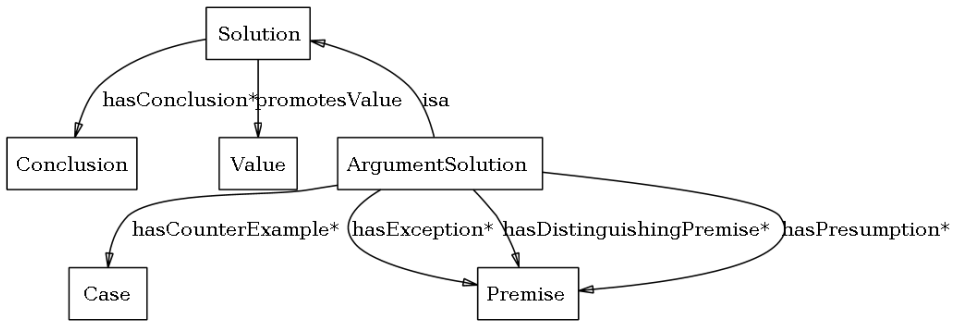 Solution
hasConclusion*
promotesValue
isa
Conclusion
Value
ArgumentSolution
hasCounterExample*
hasException*
hasDistinguishingPremise*
hasPresumption*
Case
Premise